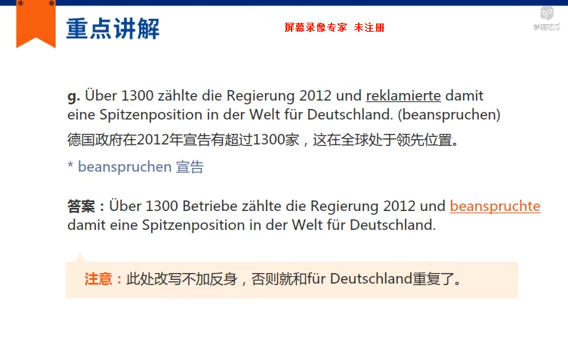 重点讲解
屏幕录像专家 未注册
梦珊吃瓜
g. Über 1300 zählte die Regierung 2012 und reklamierte damit
eine Spitzenposition in der Welt für Deutschland. (beanspruchen)
德国政府在2012年宣告有超过1300家，这在全球处于领先位置。
* beanspruchen 宣告
答案：Über 1300 Betriebe zählte die Regierung 2012 und beanspruchte
damit eine Spitzenposition in der Welt für Deutschland.
注意：此处改写不加反身，否则就和für Deutschland重复了。